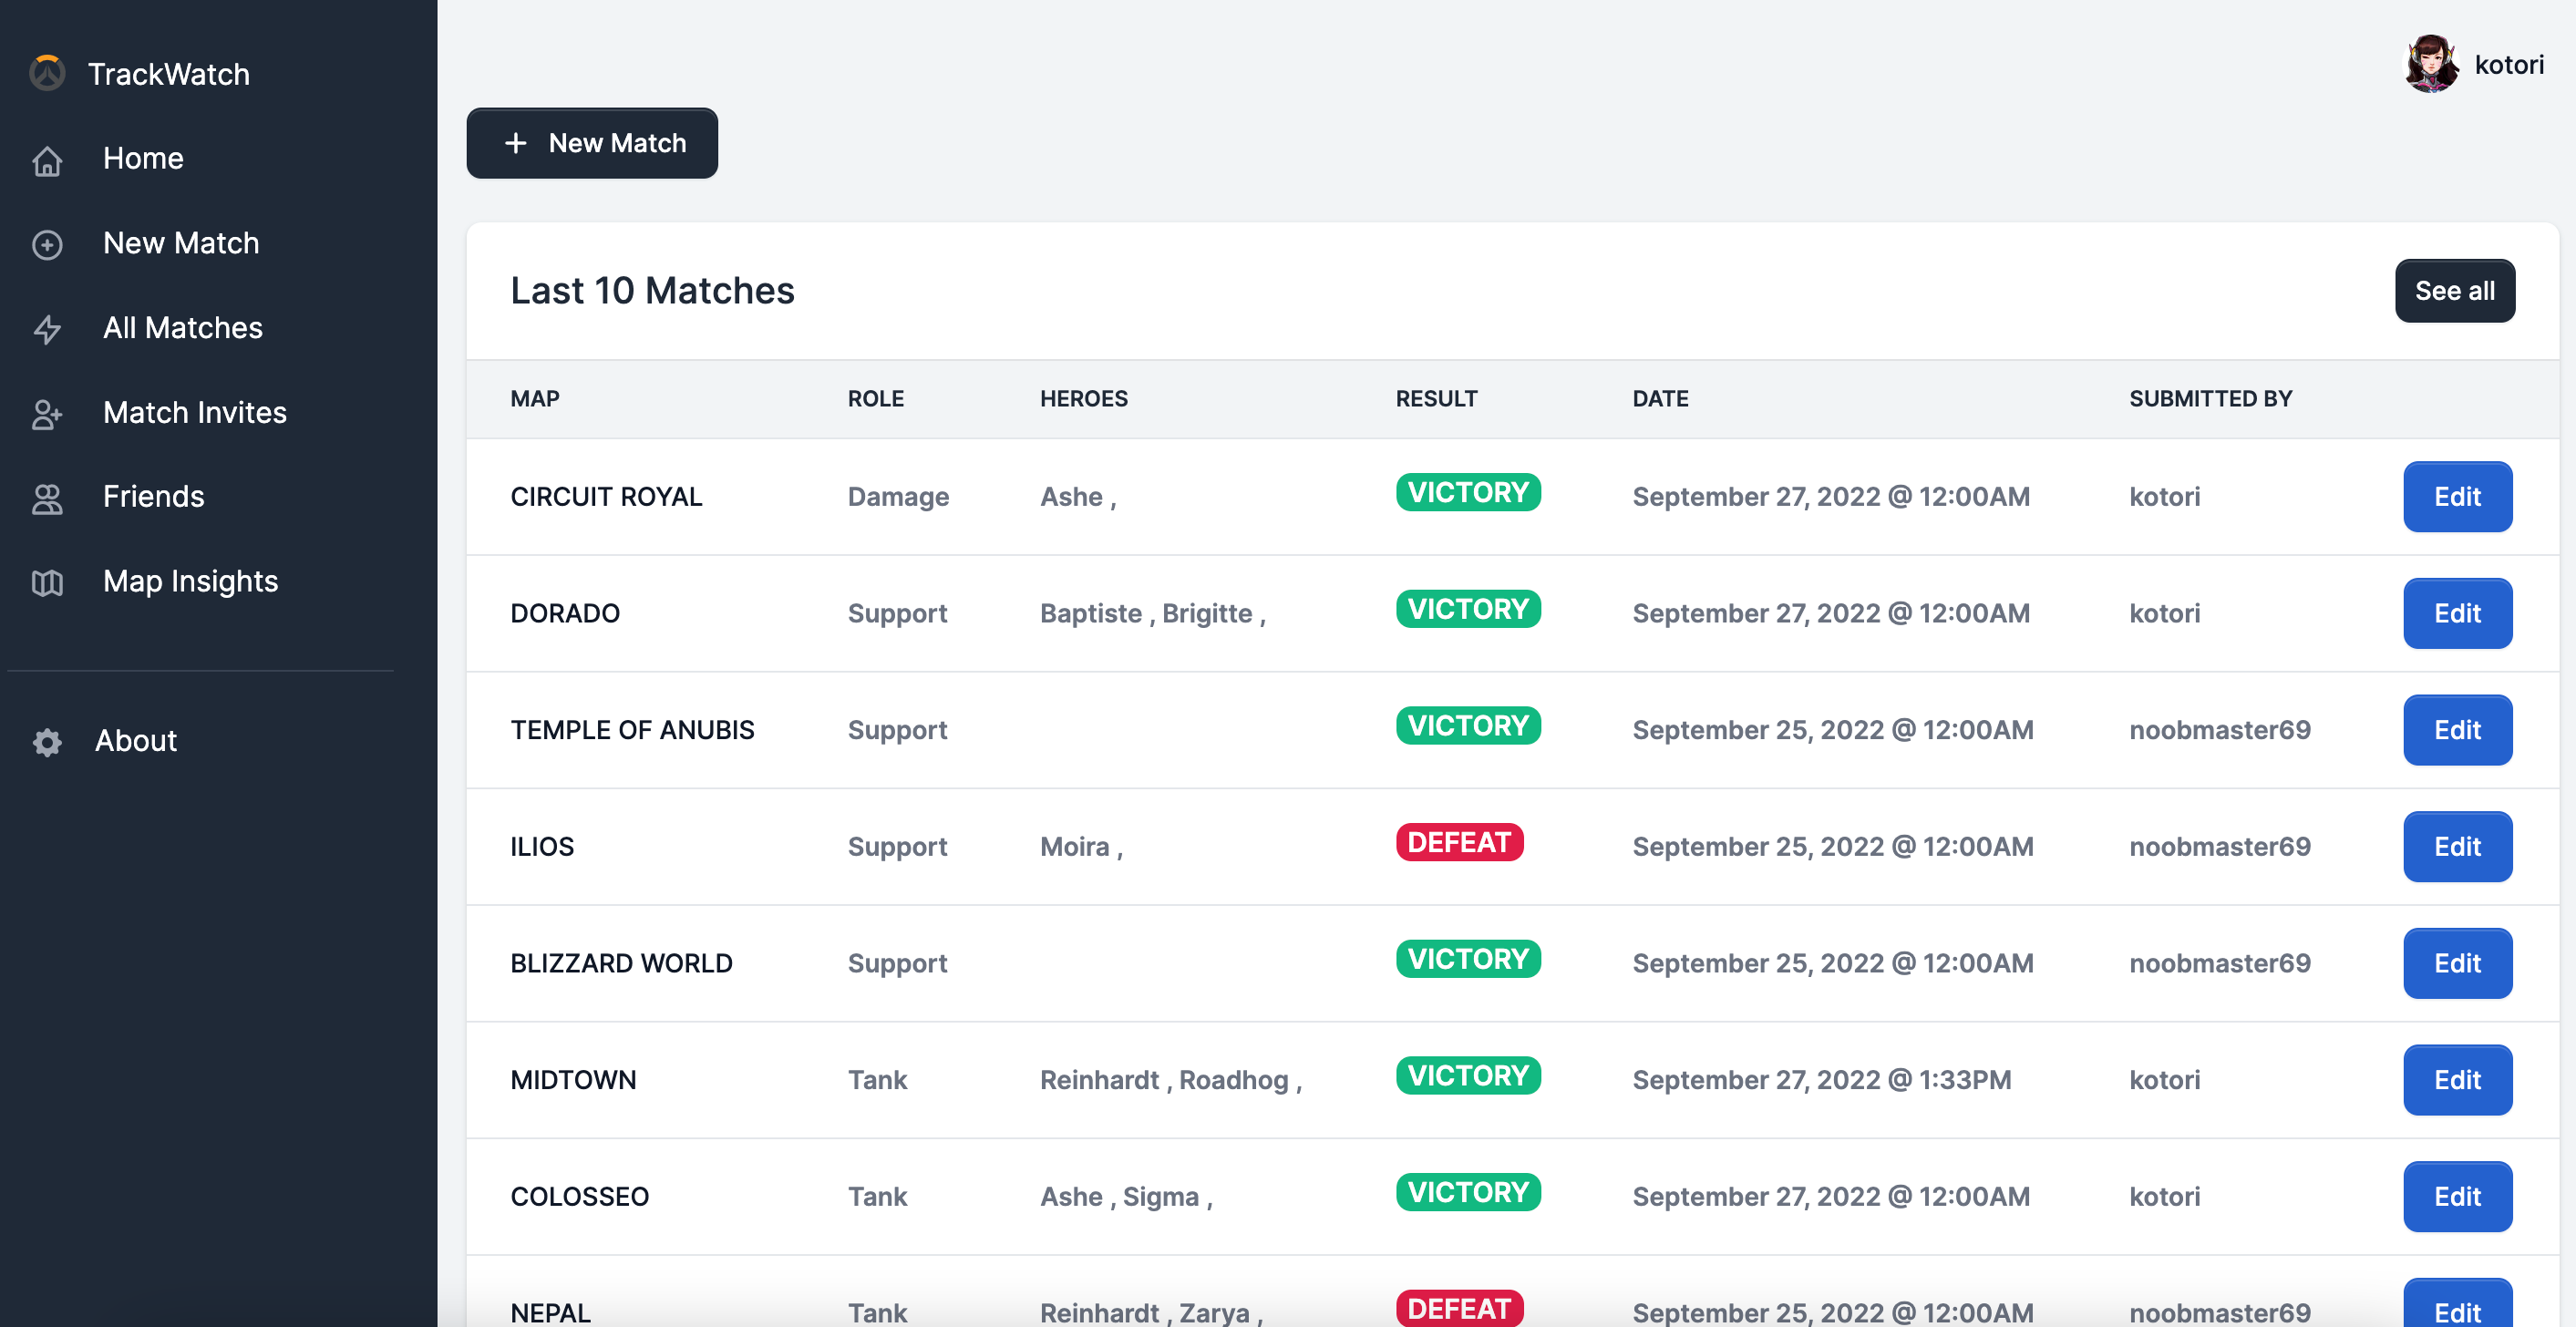 TrackWatch
Home
New Match
All Matches
Match Invites
Friends
Map Insights
About
kotori
+ New Match
Last 10 Matches
See all
MAP ROLE HEROES RESULT DATE SUBMITTED BY
CIRCUIT ROYAL Damage Ashe , VICTORY September 27, 2022 @ 12:00AM kotori Edit
DORADO Support Baptiste , Brigitte , VICTORY September 27, 2022 @ 12:00AM kotori Edit
TEMPLE OF ANUBIS Support VICTORY September 25, 2022 @ 12:00AM noobmaster69 Edit
ILIOS Support Moira , DEFEAT September 25, 2022 @ 12:00AM noobmaster69 Edit
BLIZZARD WORLD Support VICTORY September 25, 2022 @ 12:00AM noobmaster69 Edit
MIDTOWN Tank Reinhardt , Roadhog , VICTORY September 27, 2022 @ 1:33PM kotori Edit
COLOSSEO Tank Ashe , Sigma , VICTORY September 27, 2022 @ 12:00AM kotori Edit
NEPAL Tank Reinhardt , Zarya , DEFEAT September 25, 2022 @ 12:00AM noobmaster69 Edit